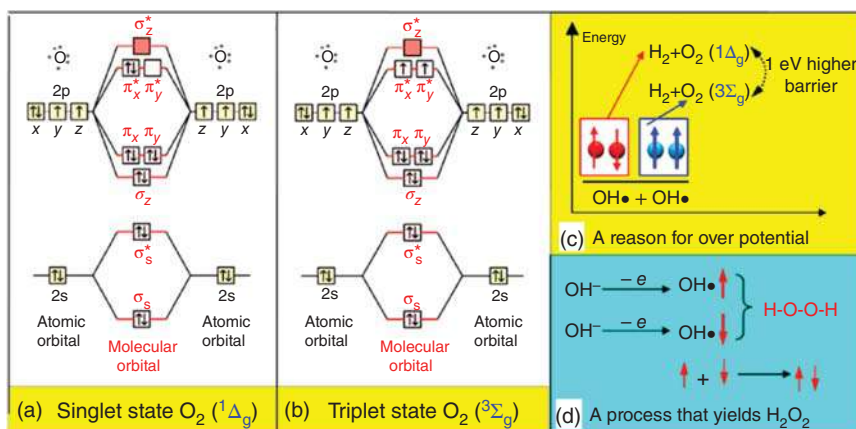 σ*z
·O·
·O·
π*x π*y
2p
2p
x y z
z y x
πx πy
σz
σ*s
2s
2s
σs
Atomic
orbital
Molecular
orbital
Atomic
orbital
(a) Singlet state O2 (1Δg)
σ*z
·O·
·O·
π*x π*y
2p
2p
x y z
z y x
πx πy
σz
σ*s
2s
2s
σs
Atomic
orbital
Molecular
orbital
Atomic
orbital
(b) Triplet state O2 (3Σg)
Energy
H2+O2 (1Δg)
1 eV higher
barrier
H2+O2 (3Σg)
OH• + OH•
(c) A reason for over potential
OH− − e OH•
OH− − e OH•
H-O-O-H
+
(d) A process that yields H2O2